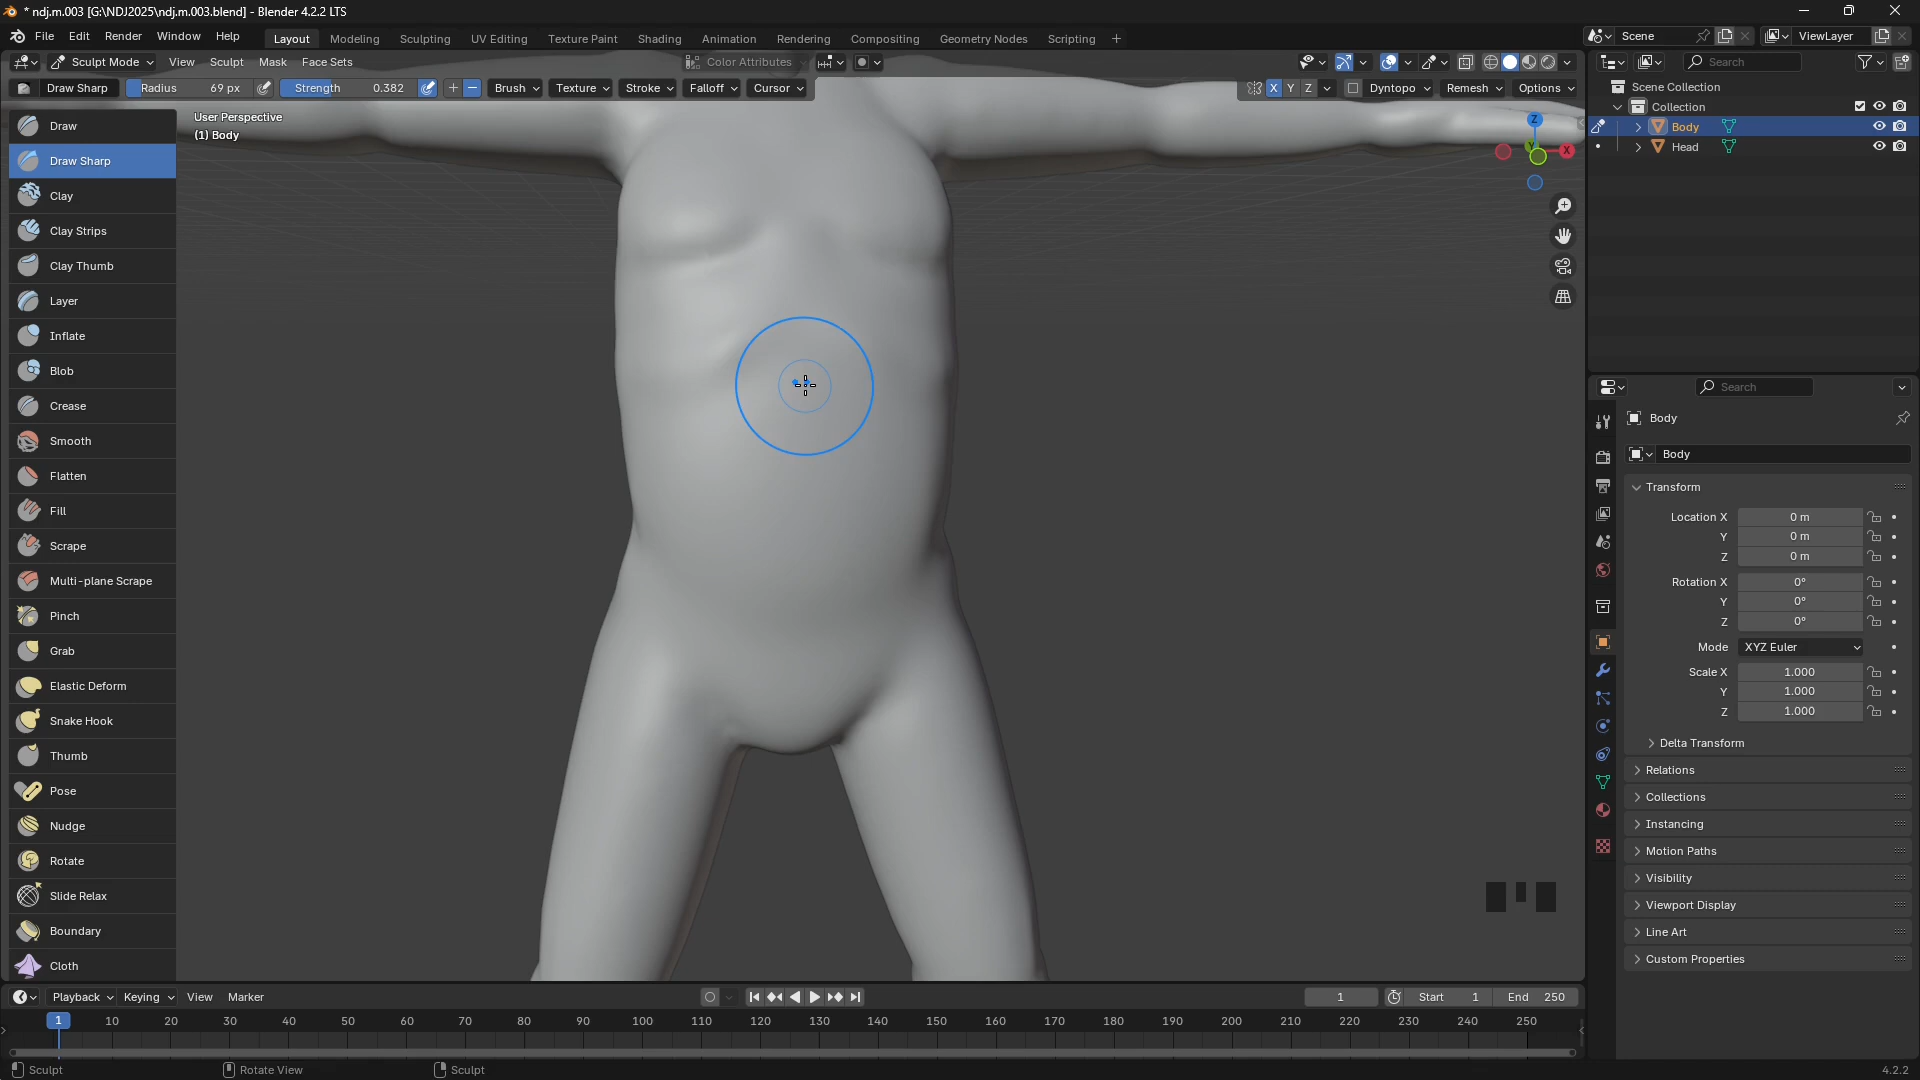 * ndj.m.003 [G:\NDJ2025\ndj.m.003.blend] - Blender 4.2.2 LTS
File Edit Render Window Help Layout Modeling Sculpting UV Editing Texture Paint Shading Animation Rendering Compositing Geometry Nodes Scripting + Scene ViewLayer
Sculpt Mode View Sculpt Mask Face Sets Color Attributes Search
Draw Sharp Radius 69 px Strength 0.382 Brush Texture Stroke Falloff Cursor X Y Z Dyntopo Remesh Options
Scene Collection
Collection
Body
Head
User Perspective
(1) Body
Z
X
Y
Draw
Draw Sharp
Clay
Clay Strips
Clay Thumb
Layer
Inflate
Blob
Crease
Smooth
Flatten
Fill
Scrape
Multi-plane Scrape
Pinch
Grab
Elastic Deform
Snake Hook
Thumb
Pose
Nudge
Rotate
Slide Relax
Boundary
Cloth
Search
Body
Body
Transform
Location X 0 m
Y 0 m
Z 0 m
Rotation X 0°
Y 0°
Z 0°
Mode XYZ Euler
Scale X 1.000
Y 1.000
Z 1.000
Delta Transform
Relations
Collections
Instancing
Motion Paths
Visibility
Viewport Display
Line Art
Custom Properties
Playback Keying View Marker 1 Start 1 End 250
1 10 20 30 40 50 60 70 80 90 100 110 120 130 140 150 160 170 180 190 200 210 220 230 240 250
Sculpt Rotate View Sculpt 4.2.2